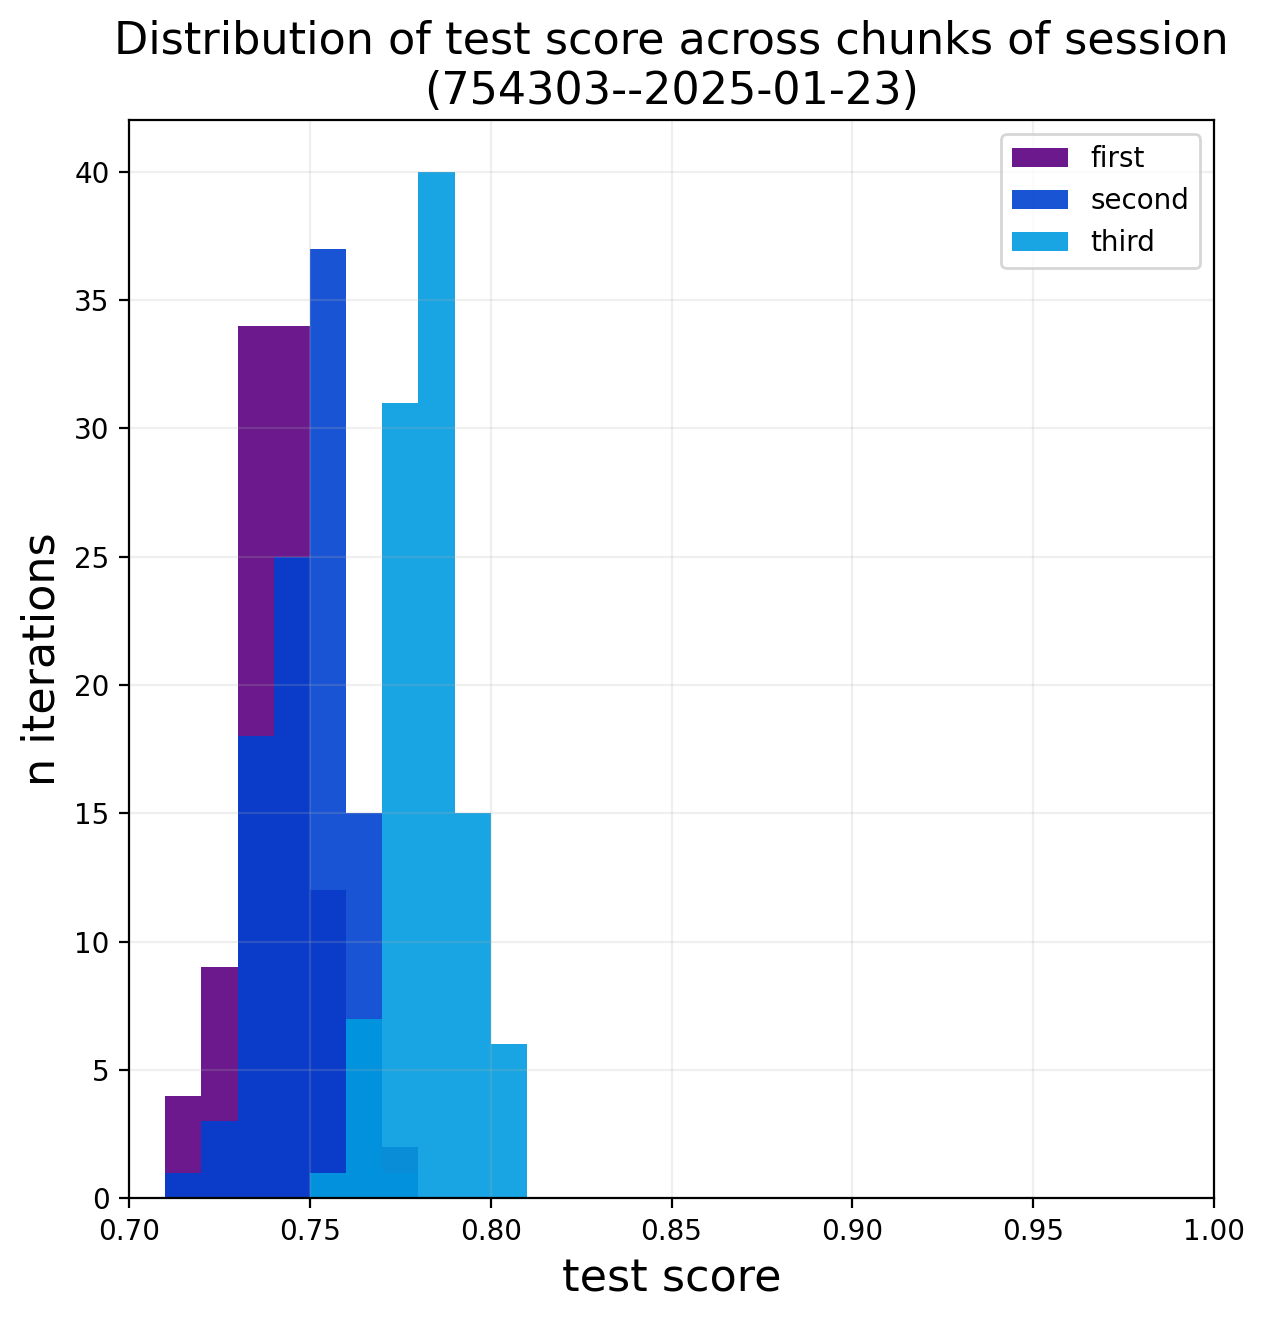 Distribution of test score across chunks of session
(754303--2025-01-23)
first
second
third
40
35
30
25
20
15
10
5
0
n iterations
0.70 0.75 0.80 0.85 0.90 0.95 1.00
test score